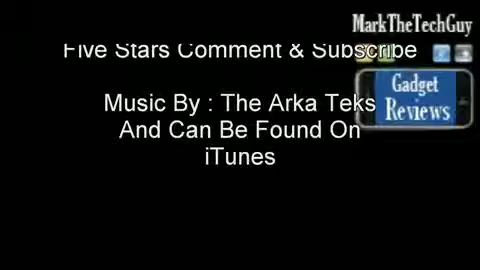 MarkTheTechGuy
Five Stars Comment & Subscribe
Gadget
Reviews
Music By : The Arka Teks
And Can Be Found On
iTunes